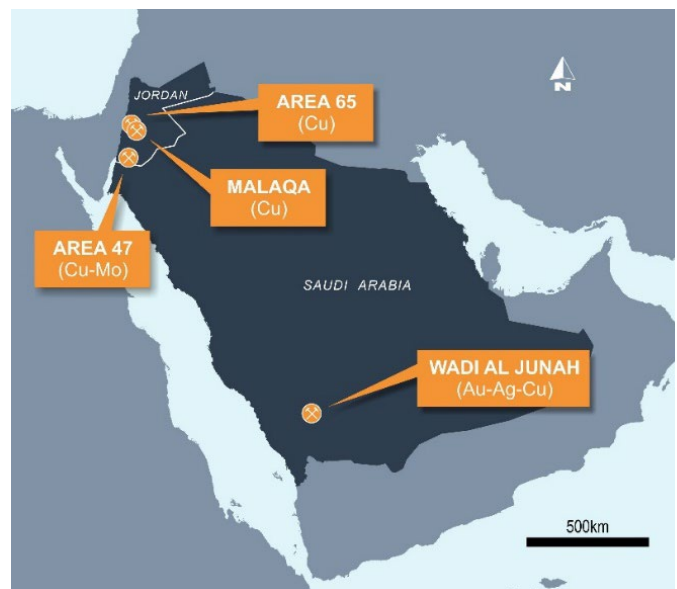 JORDAN
AREA 65
(Cu)
N
MALAQA
(Cu)
AREA 47
(Cu-Mo)
SAUDI ARABIA
WADI AL JUNAH
(Au-Ag-Cu)
500km